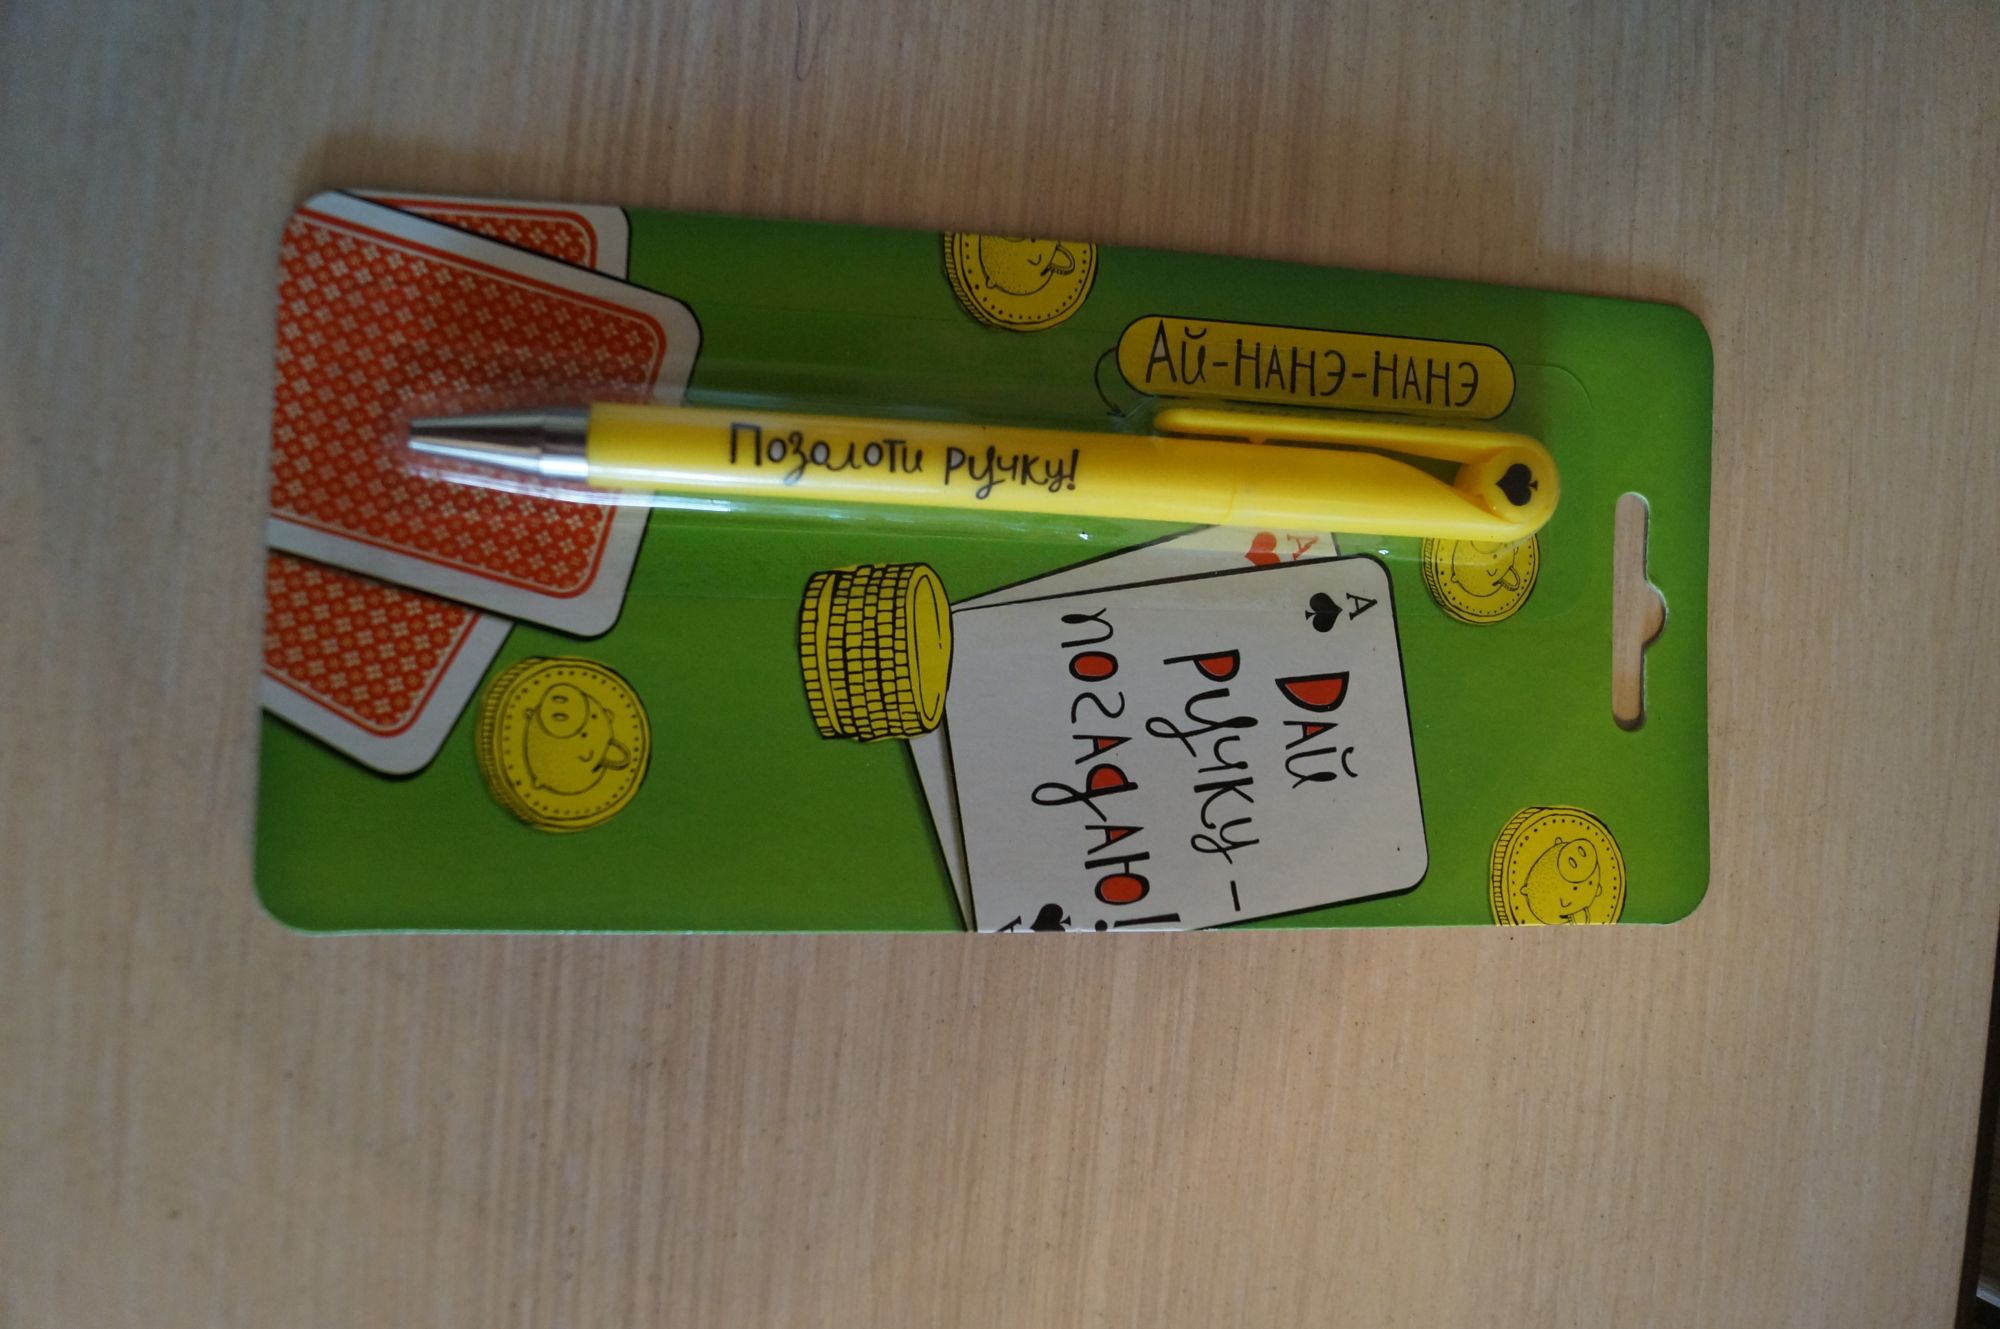 Ай-нанэ-нанэ
Позолоти ручку!
A
A
Дай
ручку –
погадаю!
A